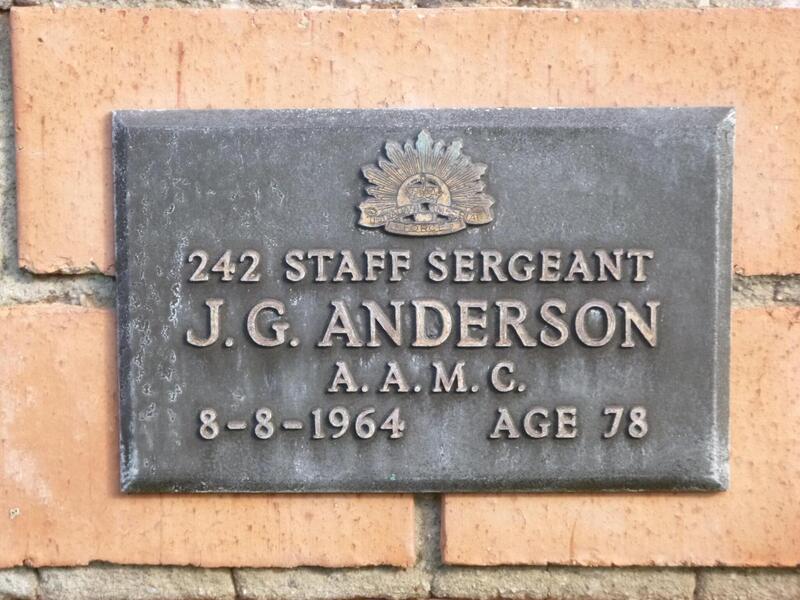 242 STAFF SERGEANT
J. G. ANDERSON
A. A. M. C.
8-8-1964 AGE 78